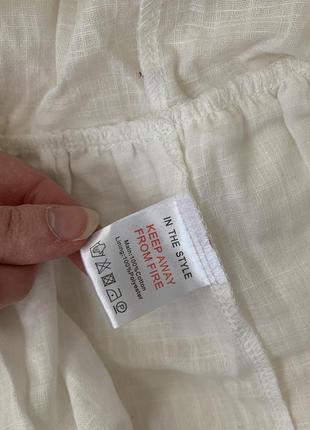 IN THE STYLE
KEEP AWAY
FROM FIRE
Main:100%Cotton
Lining:100%Polyester